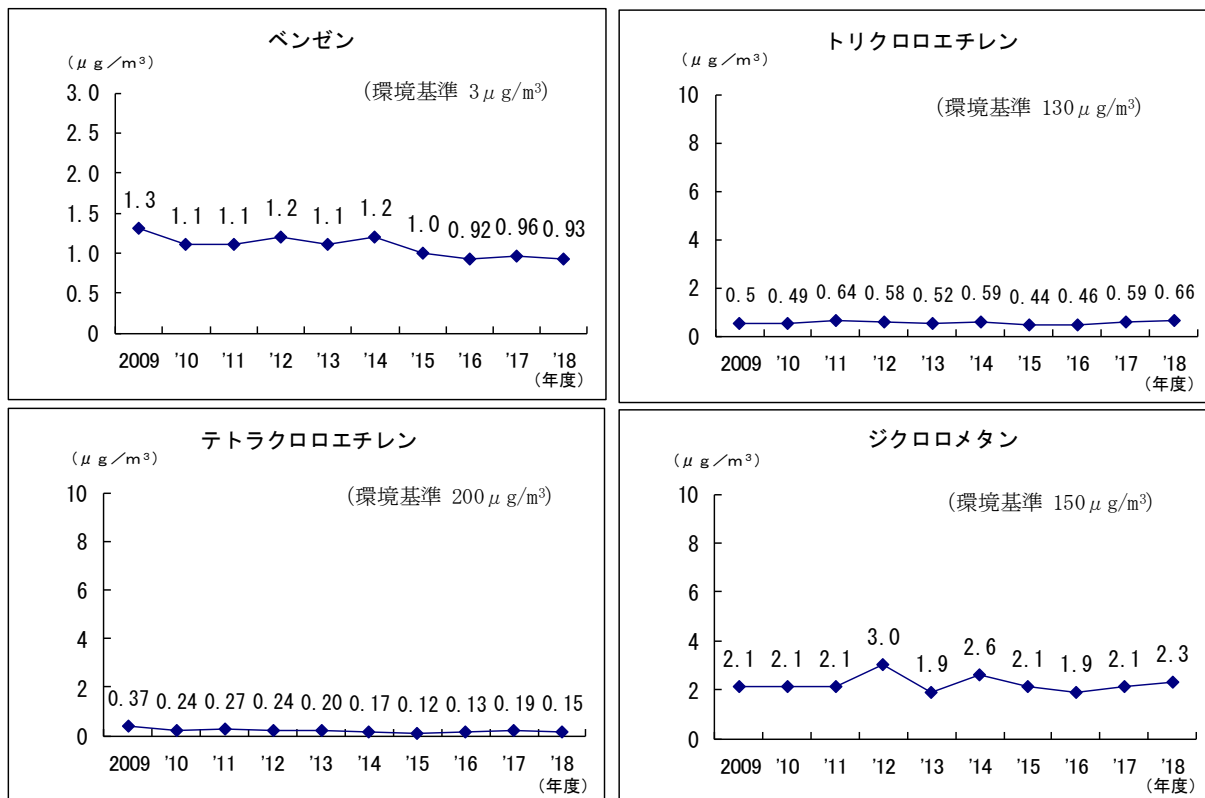 ベンゼン
(μg/m³)
(環境基準 3μg/m³)
3.0
2.5
2.0
1.5
1.0
0.5
0
1.3 1.1 1.1 1.2 1.1 1.2 1.0 0.92 0.96 0.93
2009 '10 '11 '12 '13 '14 '15 '16 '17 '18
(年度)
トリクロロエチレン
(μg/m³)
(環境基準 130μg/m³)
10
8
6
4
2
0
0.5 0.49 0.64 0.58 0.52 0.59 0.44 0.46 0.59 0.66
2009 '10 '11 '12 '13 '14 '15 '16 '17 '18
(年度)
テトラクロロエチレン
(μg/m³)
(環境基準 200μg/m³)
10
8
6
4
2
0
0.37 0.24 0.27 0.24 0.20 0.17 0.12 0.13 0.19 0.15
2009 '10 '11 '12 '13 '14 '15 '16 '17 '18
(年度)
ジクロロメタン
(μg/m³)
(環境基準 150μg/m³)
10
8
6
4
2
0
2.1 2.1 2.1 3.0 1.9 2.6 2.1 1.9 2.1 2.3
2009 '10 '11 '12 '13 '14 '15 '16 '17 '18
(年度)